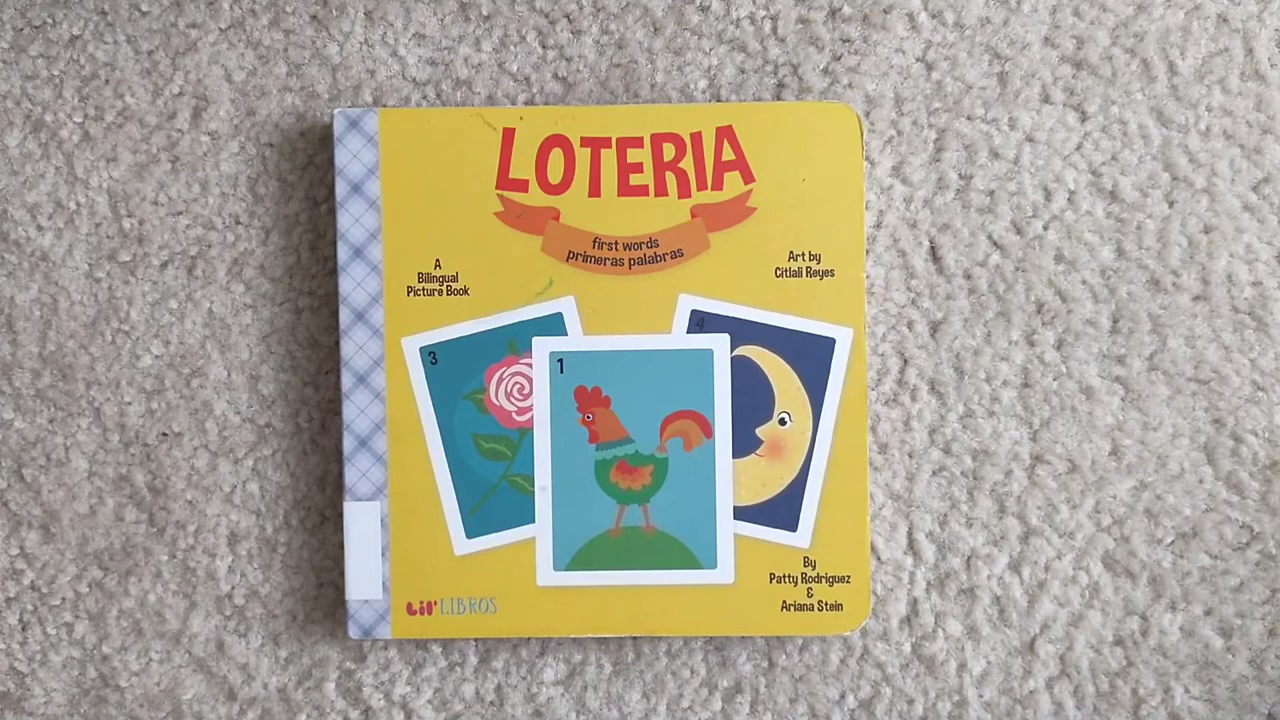 LOTERIA
first words
primeras palabras
A
Bilingual
Picture Book
Art by
Citlali Reyes
3
1
4
By
Patty Rodriguez
&
Ariana Stein
Lil' LIBROS